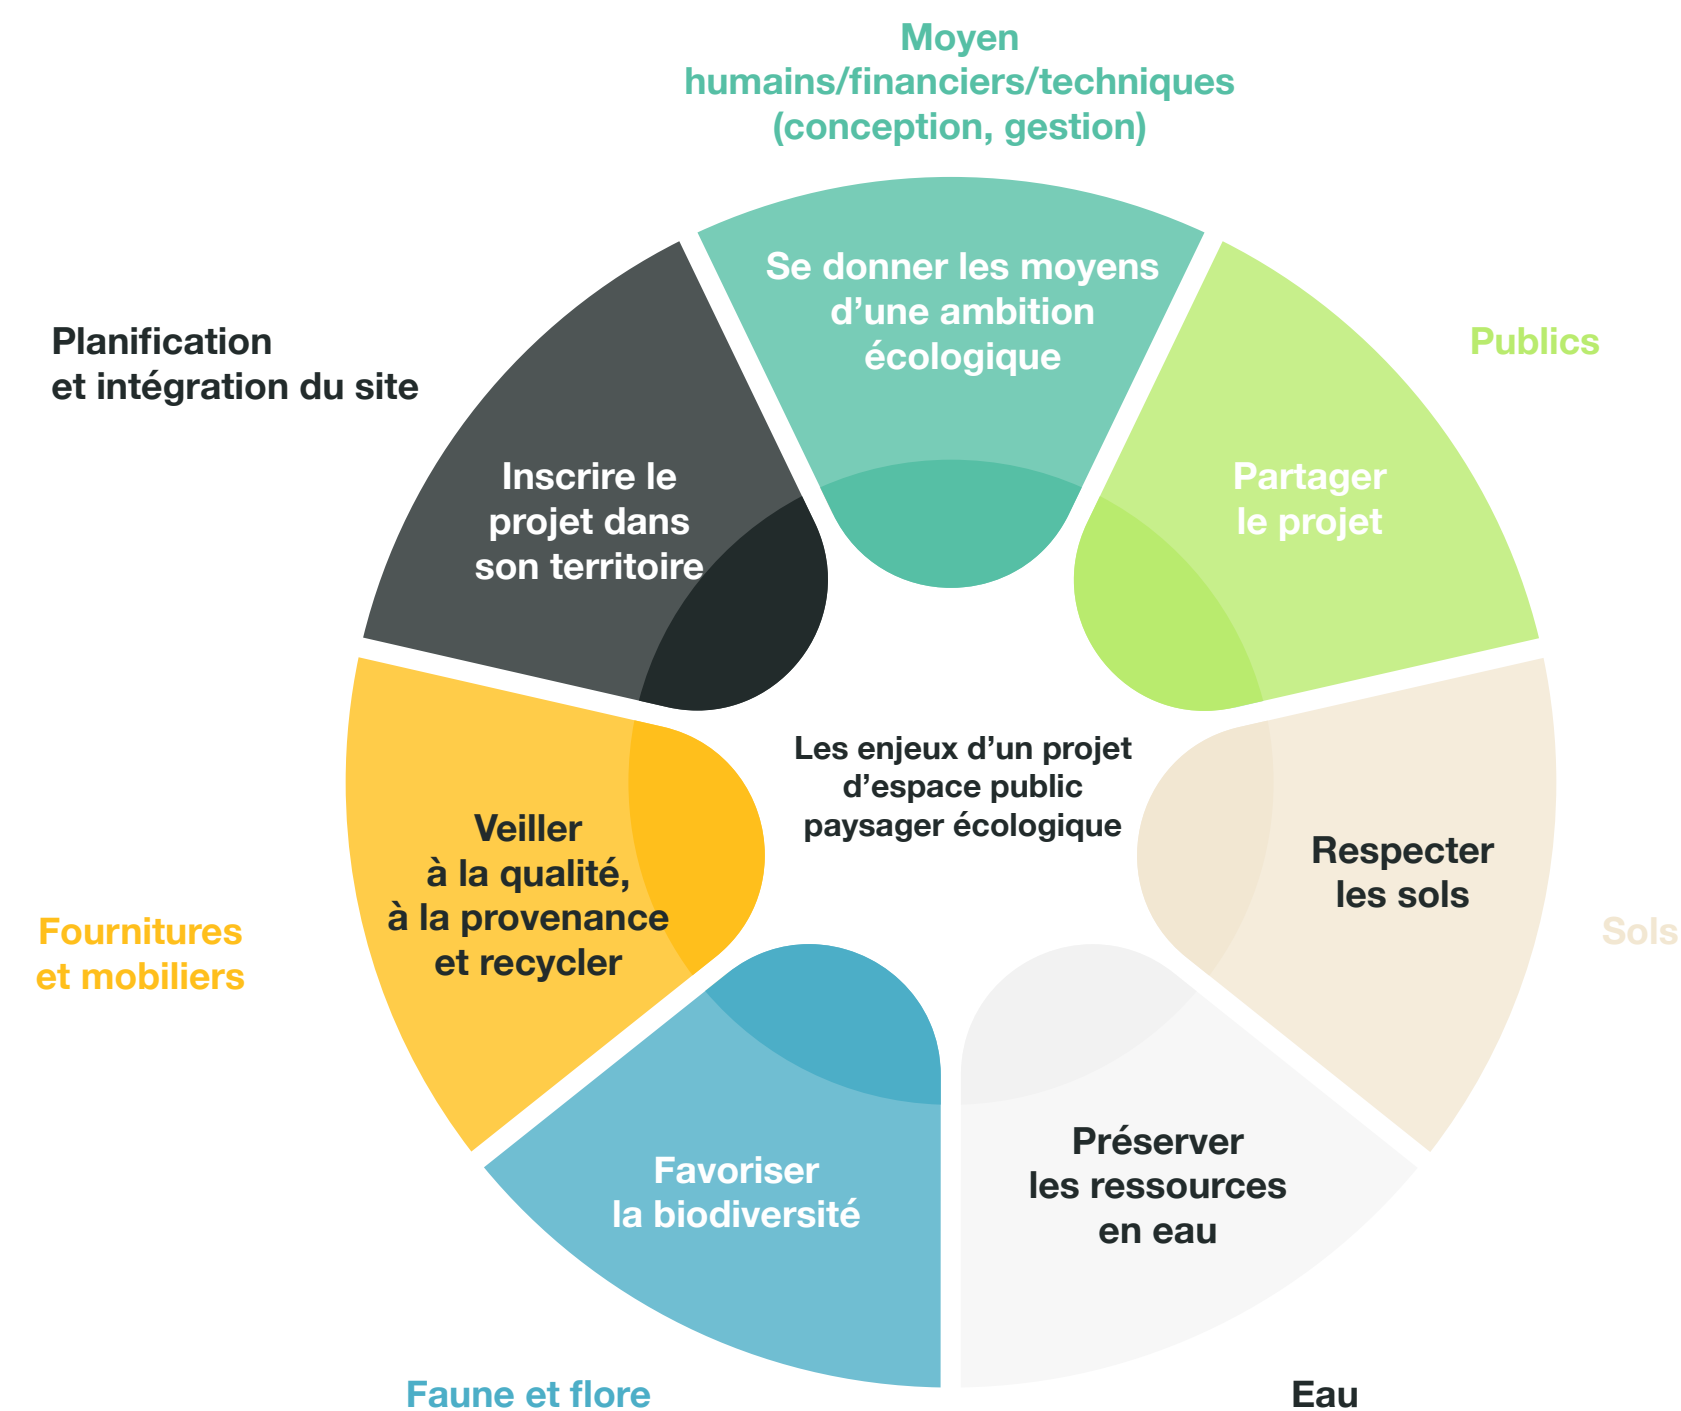 Moyen
humains/financiers/techniques
(conception, gestion)
Se donner les moyens
d’une ambition
écologique
Publics
Partager
le projet
Sols
Respecter
les sols
Eau
Préserver
les ressources
en eau
Faune et flore
Favoriser
la biodiversité
Fournitures
et mobiliers
Veiller
à la qualité,
à la provenance
et recycler
Planification
et intégration du site
Inscrire le
projet dans
son territoire
Les enjeux d’un projet
d’espace public
paysager écologique